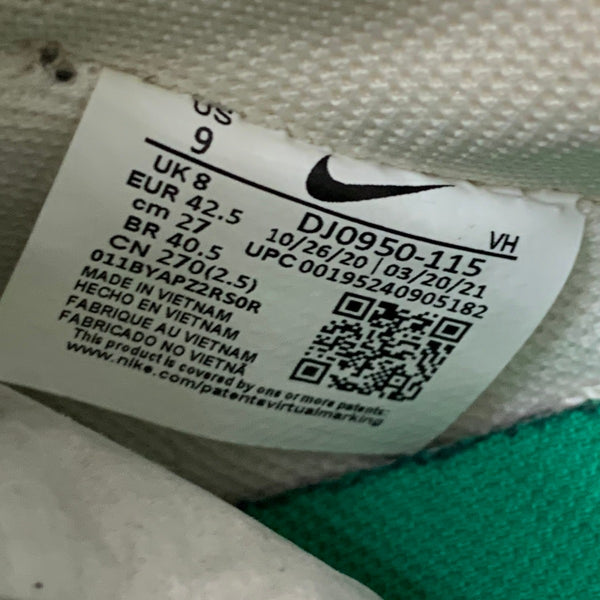 US
9
UK 8
EUR 42.5
cm 27
BR 40.5
CN 270(2.5)
011BYAPZ2RS0R
MADE IN VIETNAM
HECHO EN VIETNAM
FABRIQUE AU VIETNAM
FABRICADO NO VIETNÃ
This product is covered by one or more patents:
www.nike.com/patentsvirtualmarking
VH
DJ0950-115
10/26/20 | 03/20/21
UPC 00195240905182